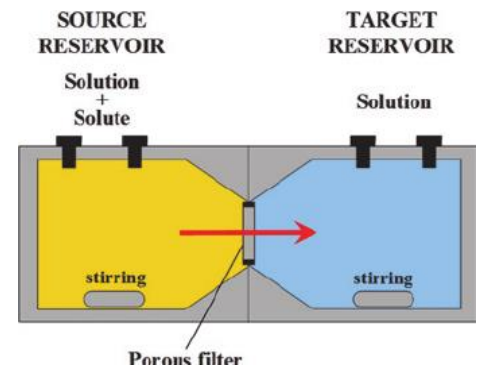 SOURCE
RESERVOIR
Solution
+
Solute
TARGET
RESERVOIR
Solution
stirring
stirring
Porous filter